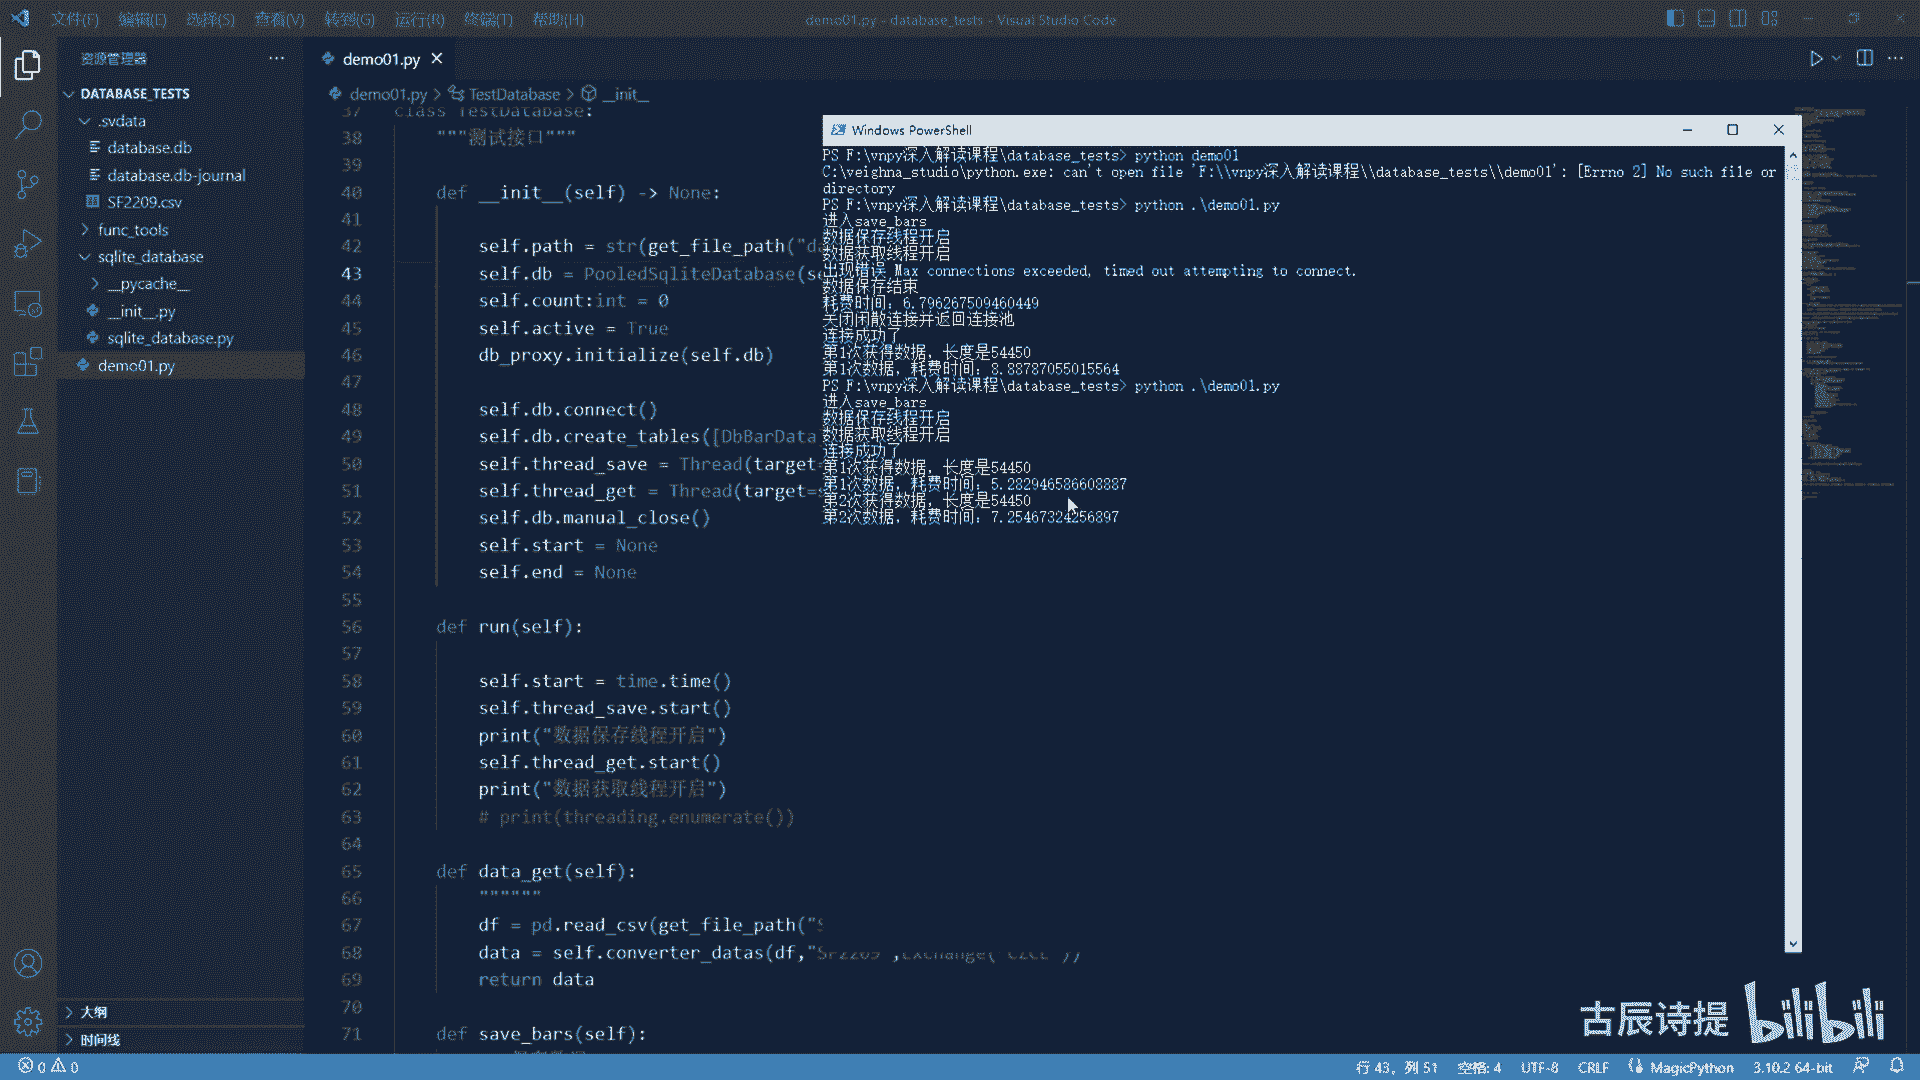 文件(F) 编辑(E) 选择(S) 查看(V) 转到(G) 运行(R) 终端(T) 帮助(H)
demo01.py - database_tests - Visual Studio Code
资源管理器
DATABASE_TESTS
.svdata
database.db
database.db-journal
SF2209.csv
func_tools
sqlite_database
__pycache__
__init__.py
sqlite_database.py
demo01.py
大纲
时间线
demo01.py
demo01.py > TestDatabase > __init__
37 class TestDatabase:
38 """测试接口"""
39
40 def __init__(self) -> None:
41
42 self.path = str(get_file_path("da
43 self.db = PooledSqliteDatabase(se
44 self.count:int = 0
45 self.active = True
46 db_proxy.initialize(self.db)
47
48 self.db.connect()
49 self.db.create_tables([DbBarData
50 self.thread_save = Thread(target=
51 self.thread_get = Thread(target=s
52 self.db.manual_close()
53 self.start = None
54 self.end = None
55
56 def run(self):
57
58 self.start = time.time()
59 self.thread_save.start()
60 print("数据保存线程开启")
61 self.thread_get.start()
62 print("数据获取线程开启")
63 # print(threading.enumerate())
64
65 def data_get(self):
66 """"""
67 df = pd.read_csv(get_file_path("S
68 data = self.converter_datas(df,"SF2209",Exchange("CZCE"))
69 return data
70
71 def save_bars(self):
Windows PowerShell
PS F:\vnpy深入解读课程\database_tests> python demo01
C:\veighna_studio\python.exe: can't open file 'F:\\vnpy深入解读课程\\database_tests\\demo01': [Errno 2] No such file or
directory
PS F:\vnpy深入解读课程\database_tests> python .\demo01.py
进入save_bars
数据保存线程开启
数据获取线程开启
出现错误 Max connections exceeded, timed out attempting to connect.
数据保存结束
耗费时间：6.796267509460449
关闭闲散连接并返回连接池
连接成功了
第1次获得数据，长度是54450
第1次数据，耗费时间：8.88787055015564
PS F:\vnpy深入解读课程\database_tests> python .\demo01.py
进入save_bars
数据保存线程开启
数据获取线程开启
连接成功了
第1次获得数据，长度是54450
第1次数据，耗费时间：5.282946586608887
第2次获得数据，长度是54450
第2次数据，耗费时间：7.25467324256897
古辰诗提 bilibili
0 0
行 43，列 51 空格: 4 UTF-8 CRLF MagicPython 3.10.2 64-bit